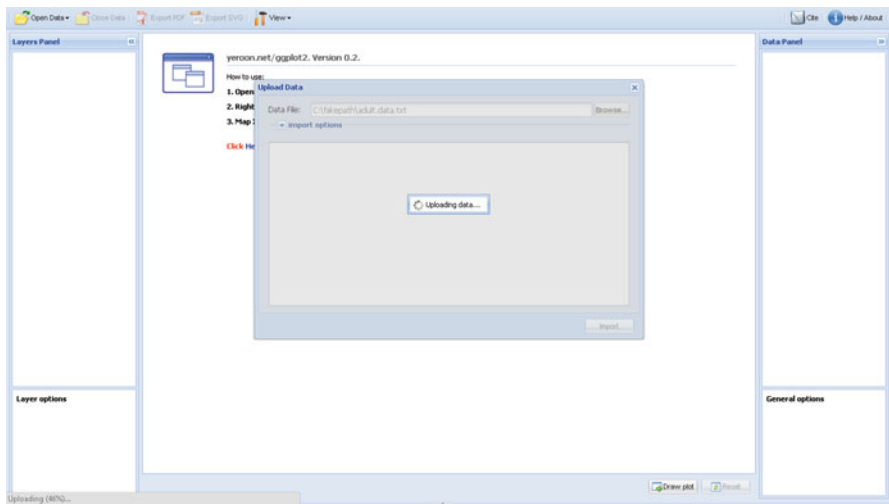 Open Data Close Data Export PDF Export SVG View Cite Help / About
Layers Panel
Data Panel
yeroon.net/ggplot2. Version 0.2.
How to use:
1. Open
2. Right
3. Map
Click He
Upload Data
Data File: C:\fakepath\adult.data.txt Browse...
Import options
Uploading data...
Import
Layer options
General options
Draw plot Reset
Uploading (46%)...